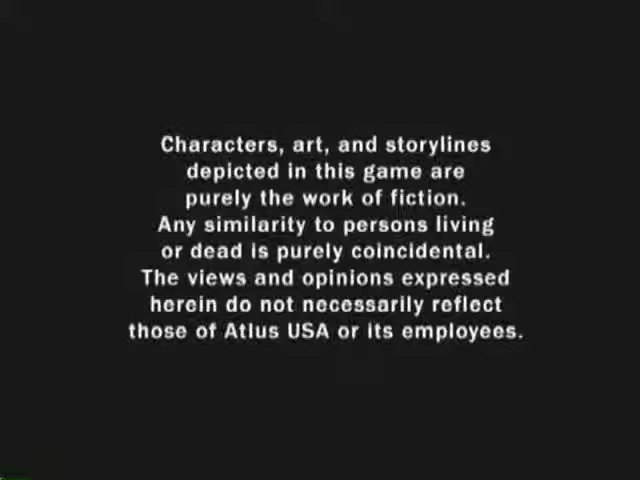 Characters, art, and storylines
depicted in this game are
purely the work of fiction.
Any similarity to persons living
or dead is purely coincidental.
The views and opinions expressed
herein do not necessarily reflect
those of Atlus USA or its employees.